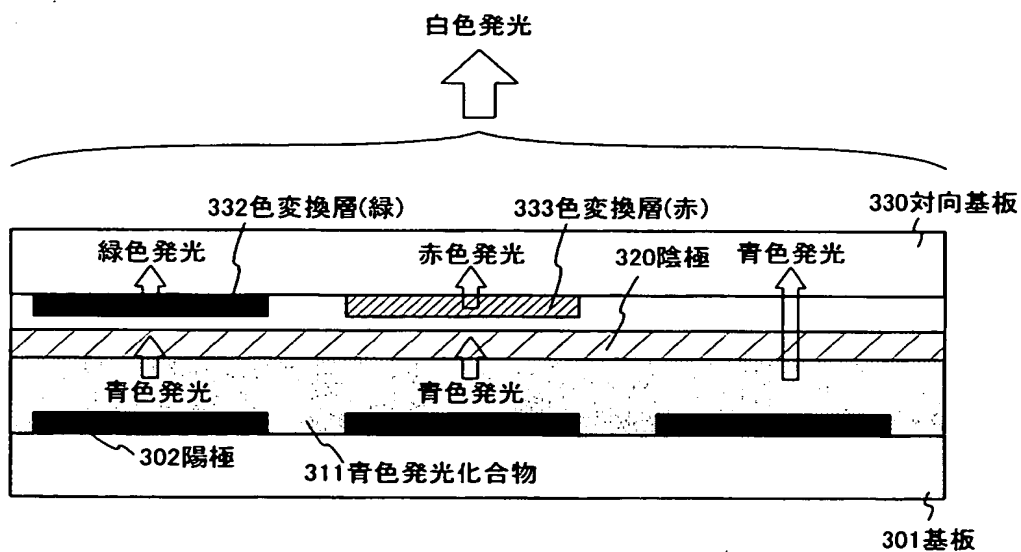 白色発光
332色変換層(緑)
333色変換層(赤)
330対向基板
緑色発光
赤色発光
320陰極
青色発光
青色発光
青色発光
302陽極
311青色発光化合物
301基板